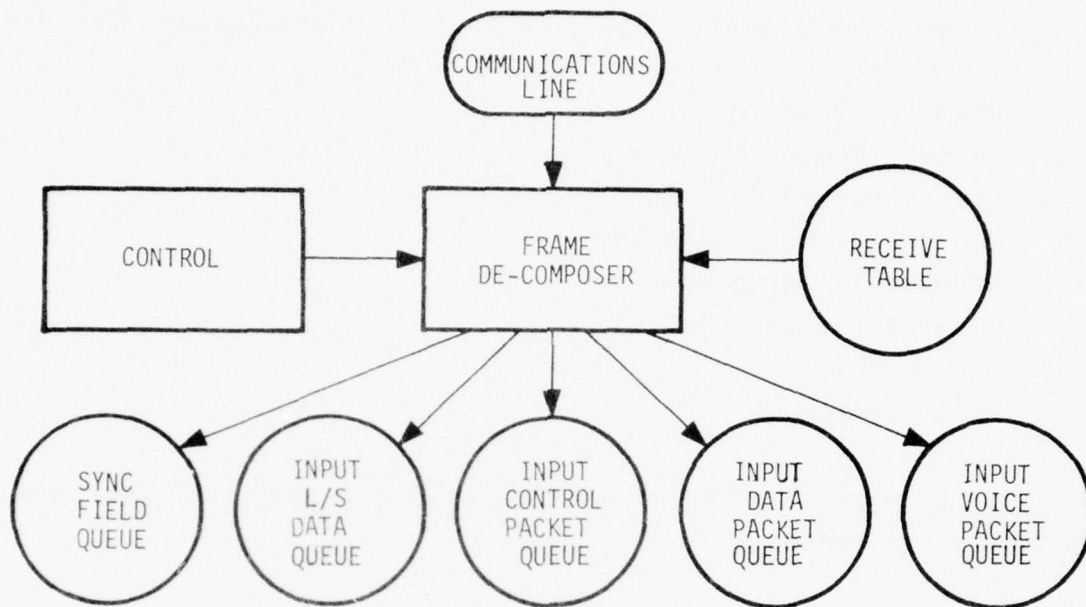 COMMUNICATIONS
LINE
CONTROL
FRAME
DE-COMPOSER
RECEIVE
TABLE
SYNC
FIELD
QUEUE
INPUT
L/S
DATA
QUEUE
INPUT
CONTROL
PACKET
QUEUE
INPUT
DATA
PACKET
QUEUE
INPUT
VOICE
PACKET
QUEUE